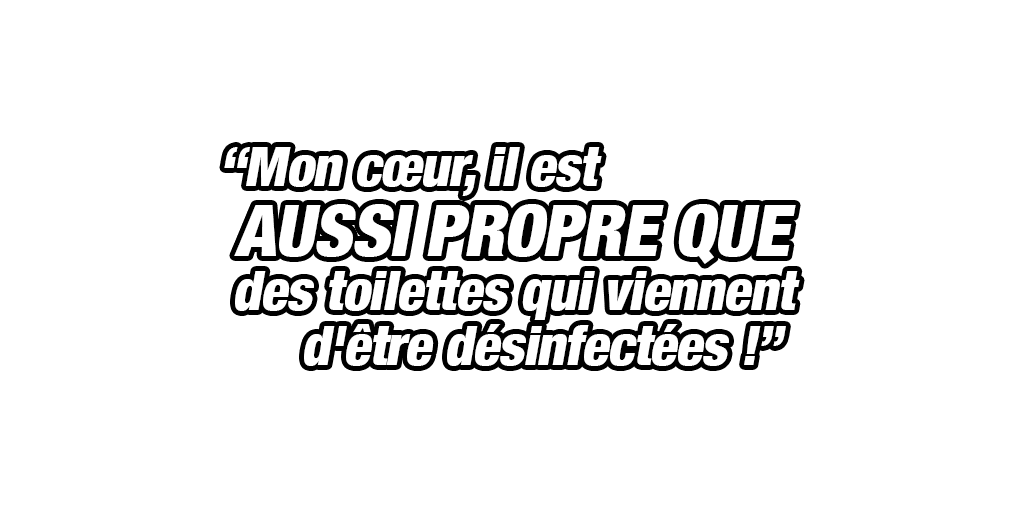 “Mon cœur, il est
AUSSI PROPRE QUE
des toilettes qui viennent
d'être désinfectées !”